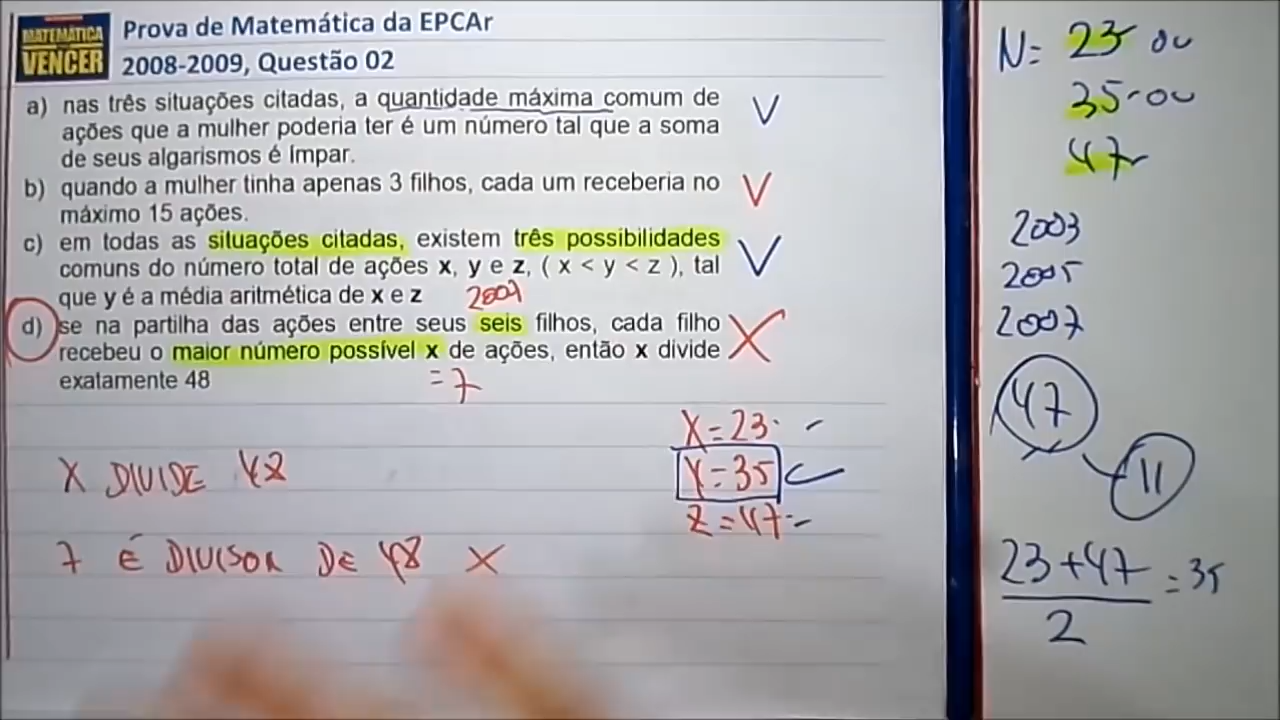 MATEMÁTICA
VENCER
Prova de Matemática da EPCAr
2008-2009, Questão 02
a) nas três situações citadas, a quantidade máxima comum de
ações que a mulher poderia ter é um número tal que a soma
de seus algarismos é ímpar.
V
b) quando a mulher tinha apenas 3 filhos, cada um receberia no
máximo 15 ações.
V
c) em todas as situações citadas, existem três possibilidades
comuns do número total de ações x, y e z, ( x < y < z ), tal
que y é a média aritmética de x e z
V
2007
d) se na partilha das ações entre seus seis filhos, cada filho
recebeu o maior número possível x de ações, então x divide
exatamente 48
X
= 7
X DIVIDE 48
7 É DIVISOR DE 48 X
X = 23
Y = 35
Z = 47
N = 23 ou
35 ou
47
2003
2005
2007
47
11
23 + 47
2
= 35